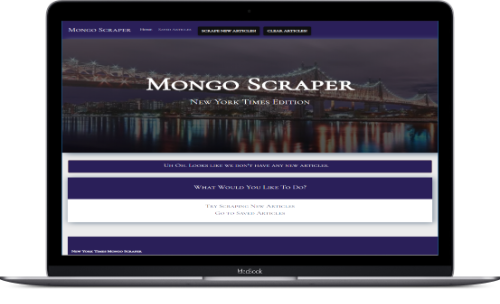 Mongo Scraper Home Saved Articles SCRAPE NEW ARTICLES! CLEAR ARTICLES!
Mongo Scraper
New York Times Edition
Uh Oh. Looks like we don't have any new articles.
What Would You Like To Do?
Try Scraping New Articles
Go to Saved Articles
New York Times Mongo Scraper
MacBook